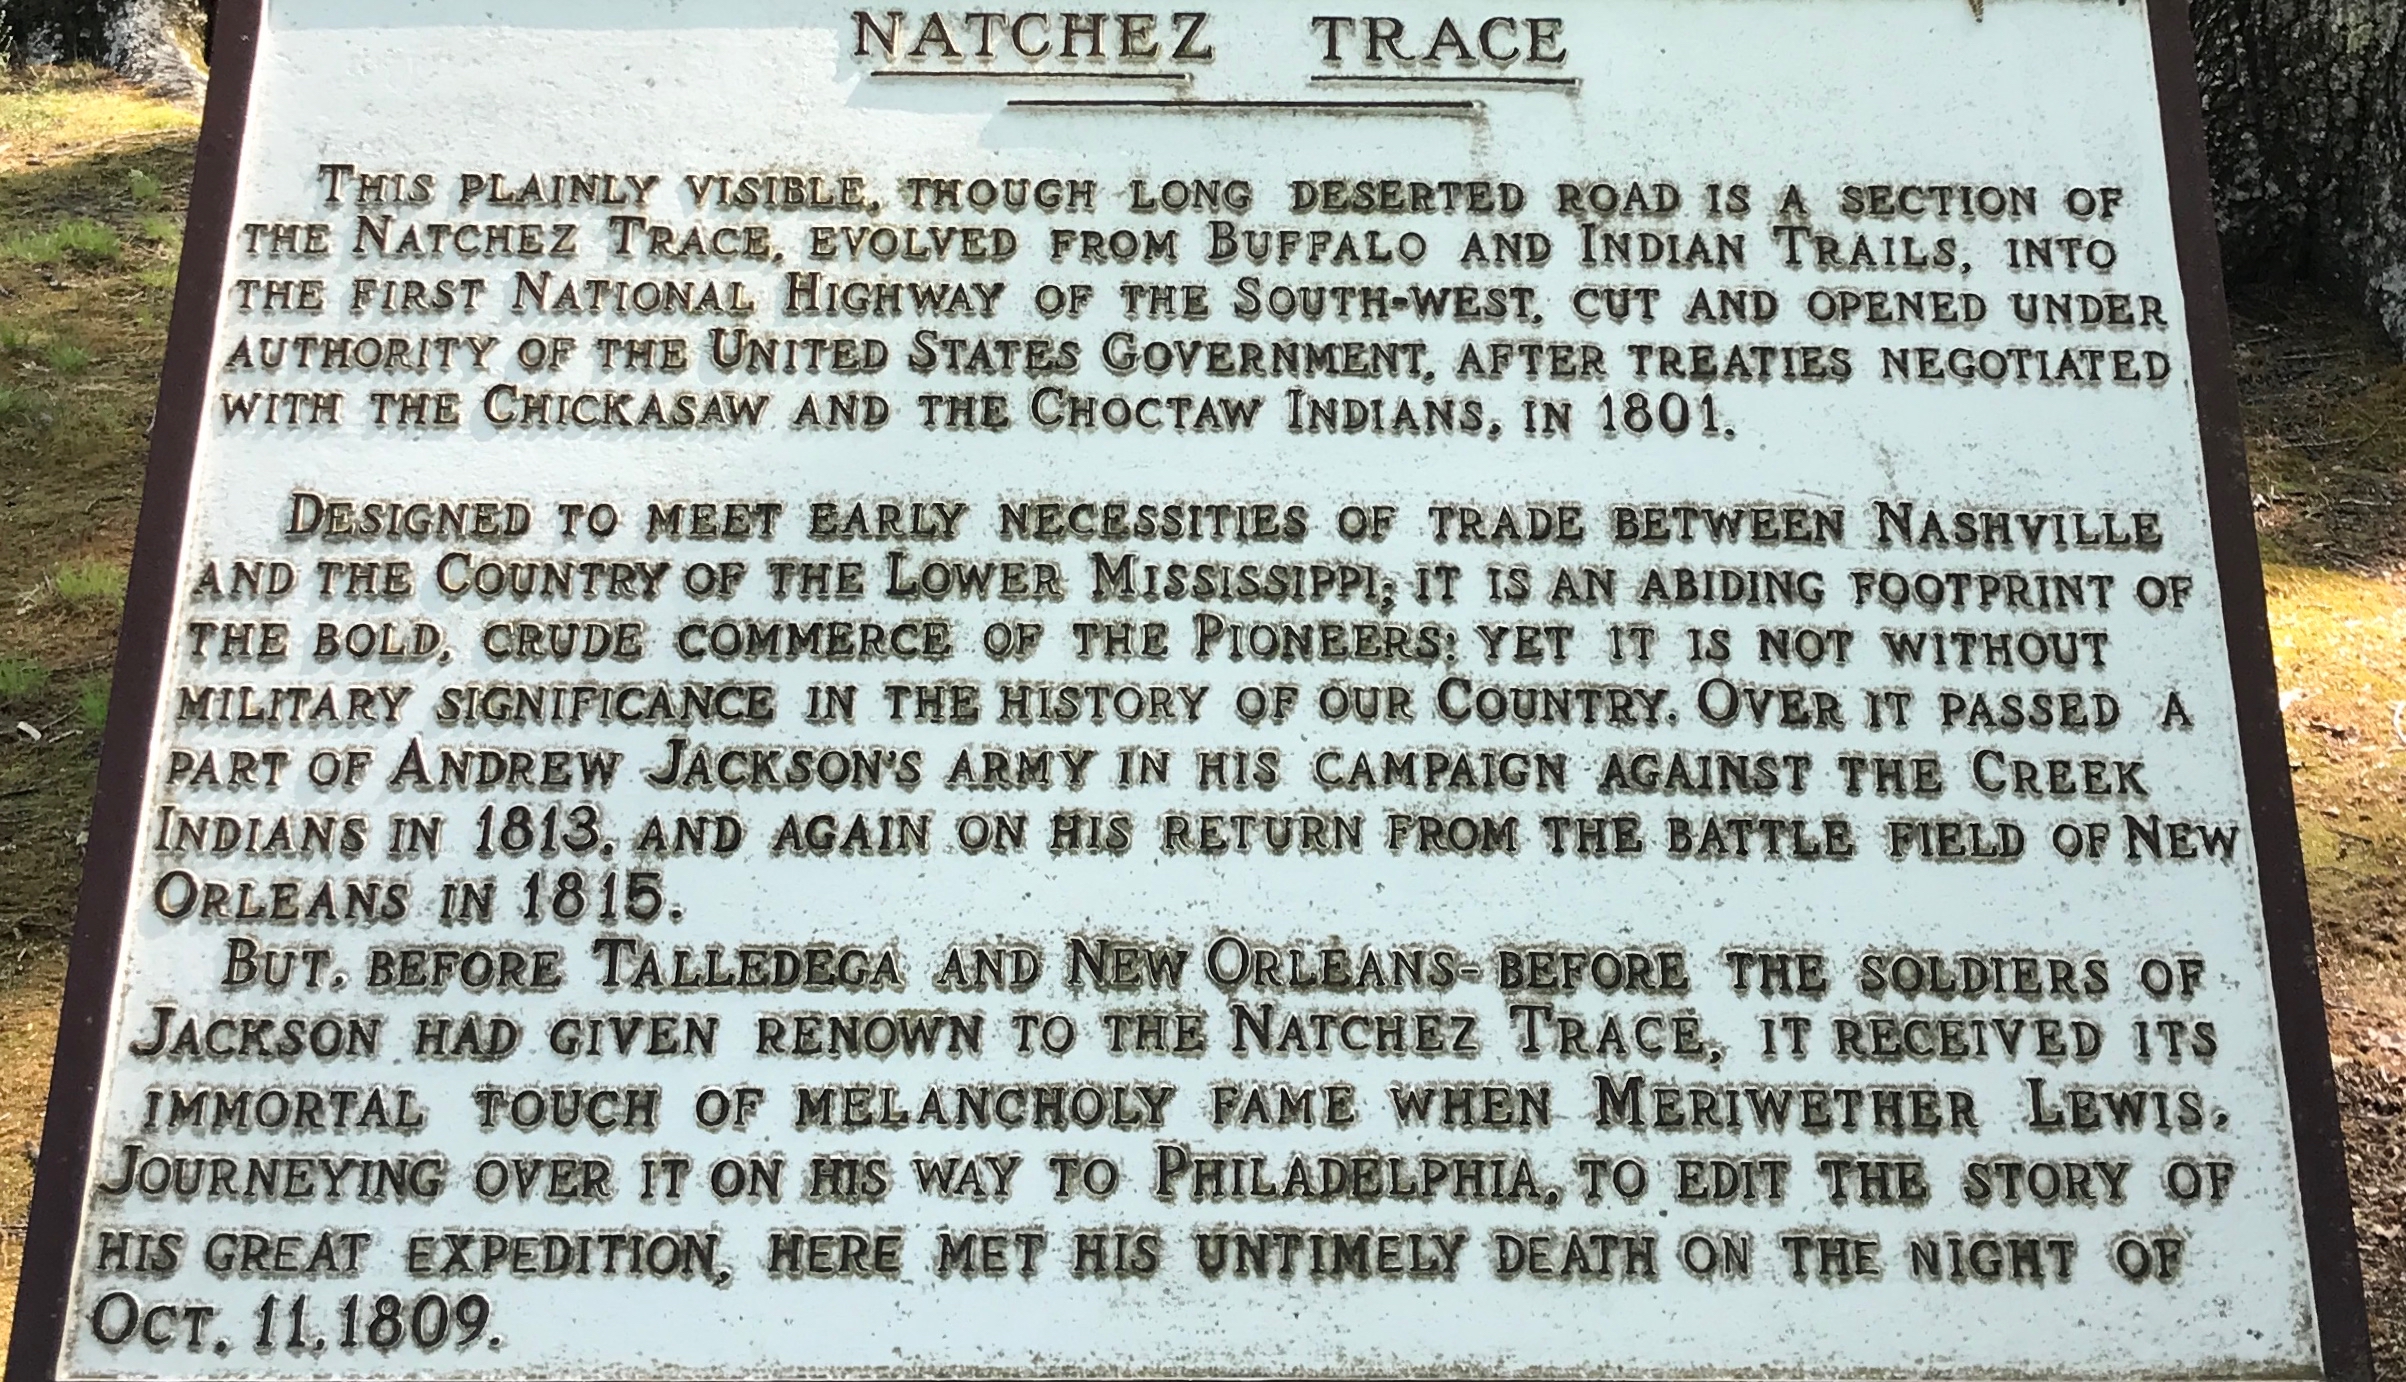 NATCHEZ TRACE
THIS PLAINLY VISIBLE, THOUGH LONG DESERTED ROAD IS A SECTION OF
THE NATCHEZ TRACE, EVOLVED FROM BUFFALO AND INDIAN TRAILS, INTO
THE FIRST NATIONAL HIGHWAY OF THE SOUTH-WEST, CUT AND OPENED UNDER
AUTHORITY OF THE UNITED STATES GOVERNMENT, AFTER TREATIES NEGOTIATED
WITH THE CHICKASAW AND THE CHOCTAW INDIANS, IN 1801.
DESIGNED TO MEET EARLY NECESSITIES OF TRADE BETWEEN NASHVILLE
AND THE COUNTRY OF THE LOWER MISSISSIPPI; IT IS AN ABIDING FOOTPRINT OF
THE BOLD, CRUDE COMMERCE OF THE PIONEERS; YET IT IS NOT WITHOUT
MILITARY SIGNIFICANCE IN THE HISTORY OF OUR COUNTRY. OVER IT PASSED A
PART OF ANDREW JACKSON'S ARMY IN HIS CAMPAIGN AGAINST THE CREEK
INDIANS IN 1813, AND AGAIN ON HIS RETURN FROM THE BATTLE FIELD OF NEW
ORLEANS IN 1815.
BUT, BEFORE TALLEDEGA AND NEW ORLEANS- BEFORE THE SOLDIERS OF
JACKSON HAD GIVEN RENOWN TO THE NATCHEZ TRACE, IT RECEIVED ITS
IMMORTAL TOUCH OF MELANCHOLY FAME WHEN MERIWETHER LEWIS,
JOURNEYING OVER IT ON HIS WAY TO PHILADELPHIA, TO EDIT THE STORY OF
HIS GREAT EXPEDITION, HERE MET HIS UNTIMELY DEATH ON THE NIGHT OF
OCT. 11, 1809.